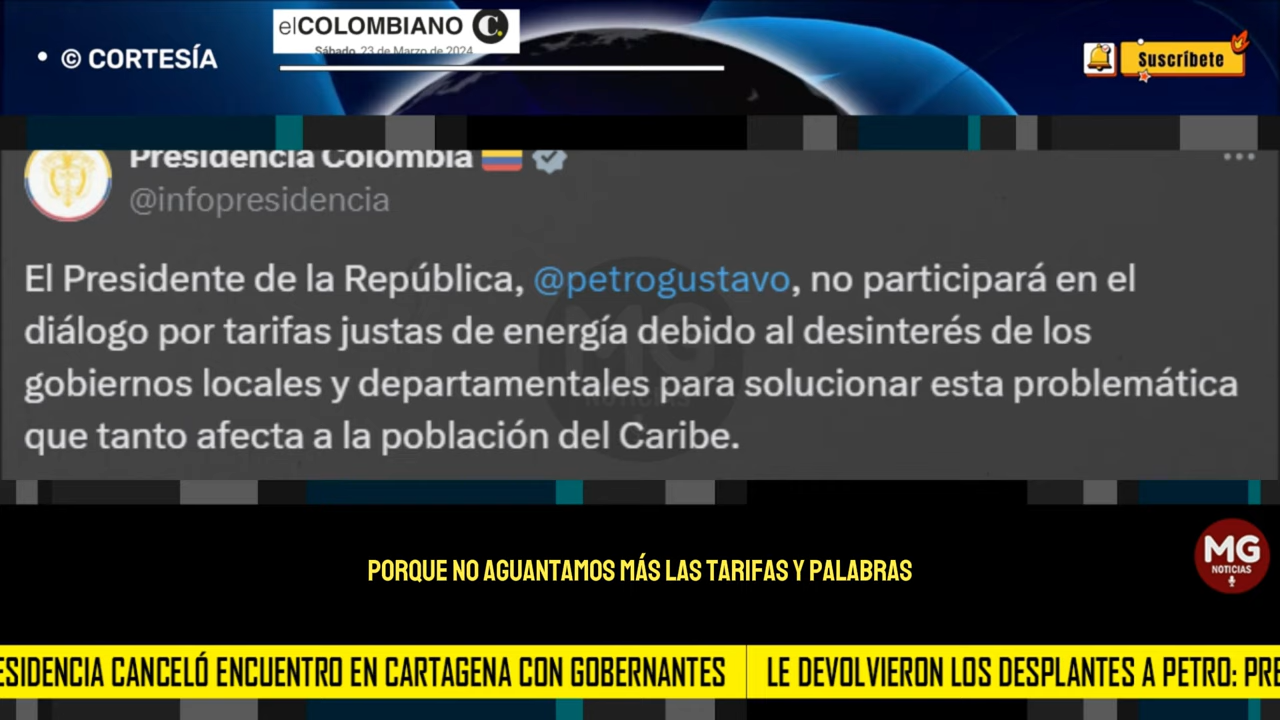 elCOLOMBIANO C.
Sábado, 23 de Marzo de 2024
• © CORTESÍA
Suscríbete
Presidencia Colombia
@infopresidencia
El Presidente de la República, @petrogustavo, no participará en el
diálogo por tarifas justas de energía debido al desinterés de los
gobiernos locales y departamentales para solucionar esta problemática
que tanto afecta a la población del Caribe.
PORQUE NO AGUANTAMOS MÁS LAS TARIFAS Y PALABRAS
MG
NOTICIAS
ESIDENCIA CANCELÓ ENCUENTRO EN CARTAGENA CON GOBERNANTES
LE DEVOLVIERON LOS DESPLANTES A PETRO: PRE